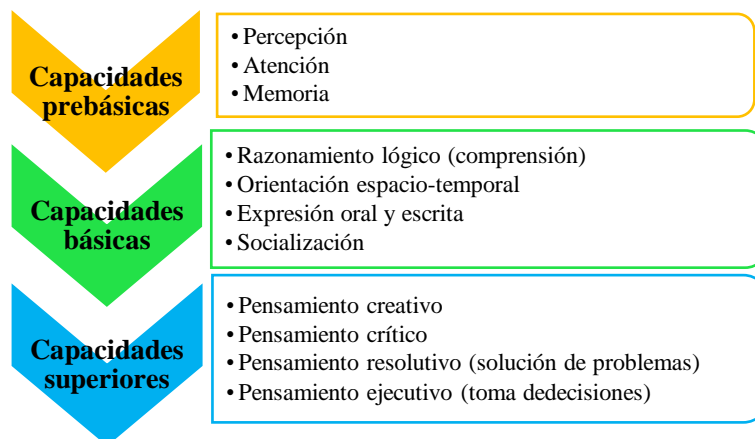 Capacidades
prebásicas
• Percepción
• Atención
• Memoria
Capacidades
básicas
• Razonamiento lógico (comprensión)
• Orientación espacio-temporal
• Expresión oral y escrita
• Socialización
Capacidades
superiores
• Pensamiento creativo
• Pensamiento crítico
• Pensamiento resolutivo (solución de problemas)
• Pensamiento ejecutivo (toma dedecisiones)